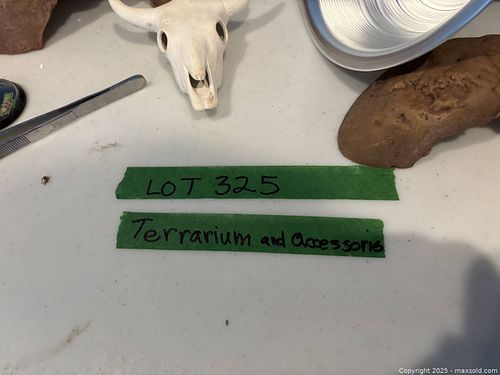 LOT 325
Terrarium and Accessories
Copyright 2025 - maxsold.com